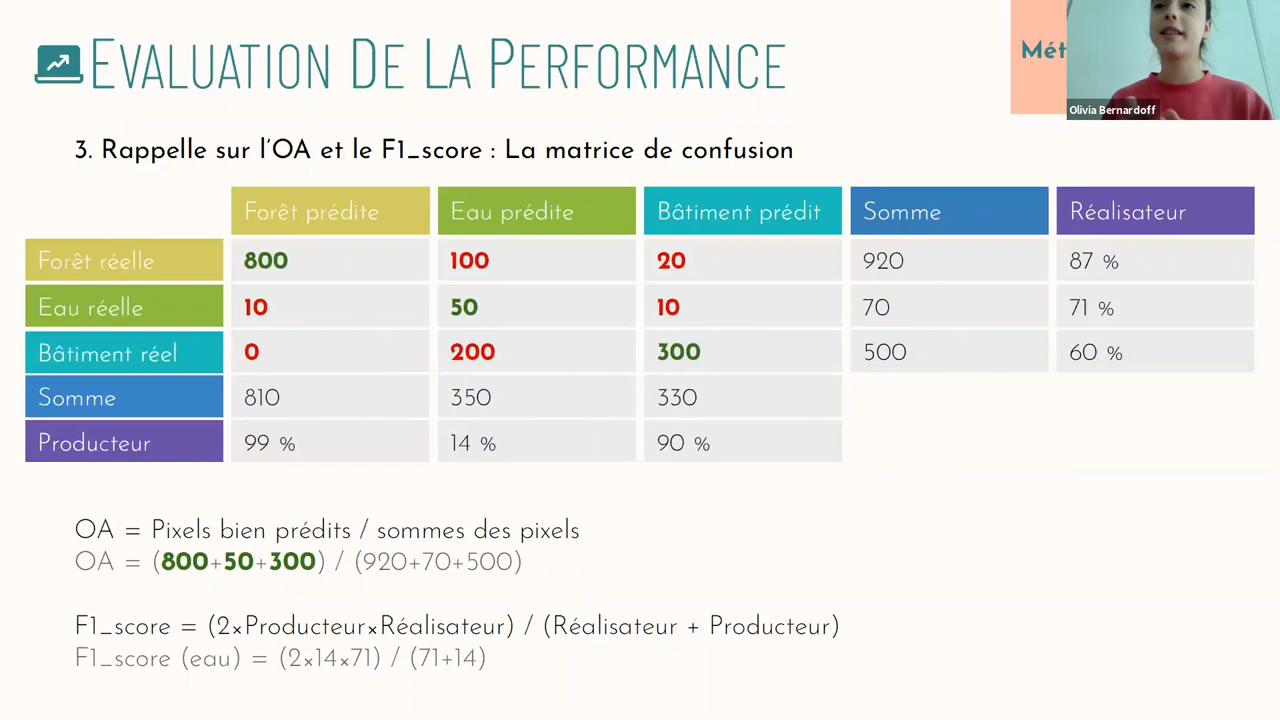 EVALUATION DE LA PERFORMANCE
Mét
Olivia Bernardoff
3. Rappelle sur l'OA et le F1_score : La matrice de confusion
Forêt prédite Eau prédite Bâtiment prédit Somme Réalisateur
Forêt réelle 800 100 20 920 87 %
Eau réelle 10 50 10 70 71 %
Bâtiment réel 0 200 300 500 60 %
Somme 810 350 330
Producteur 99 % 14 % 90 %
OA = Pixels bien prédits / sommes des pixels
OA = (800+50+300) / (920+70+500)
F1_score = (2×Producteur×Réalisateur) / (Réalisateur + Producteur)
F1_score (eau) = (2×14×71) / (71+14)